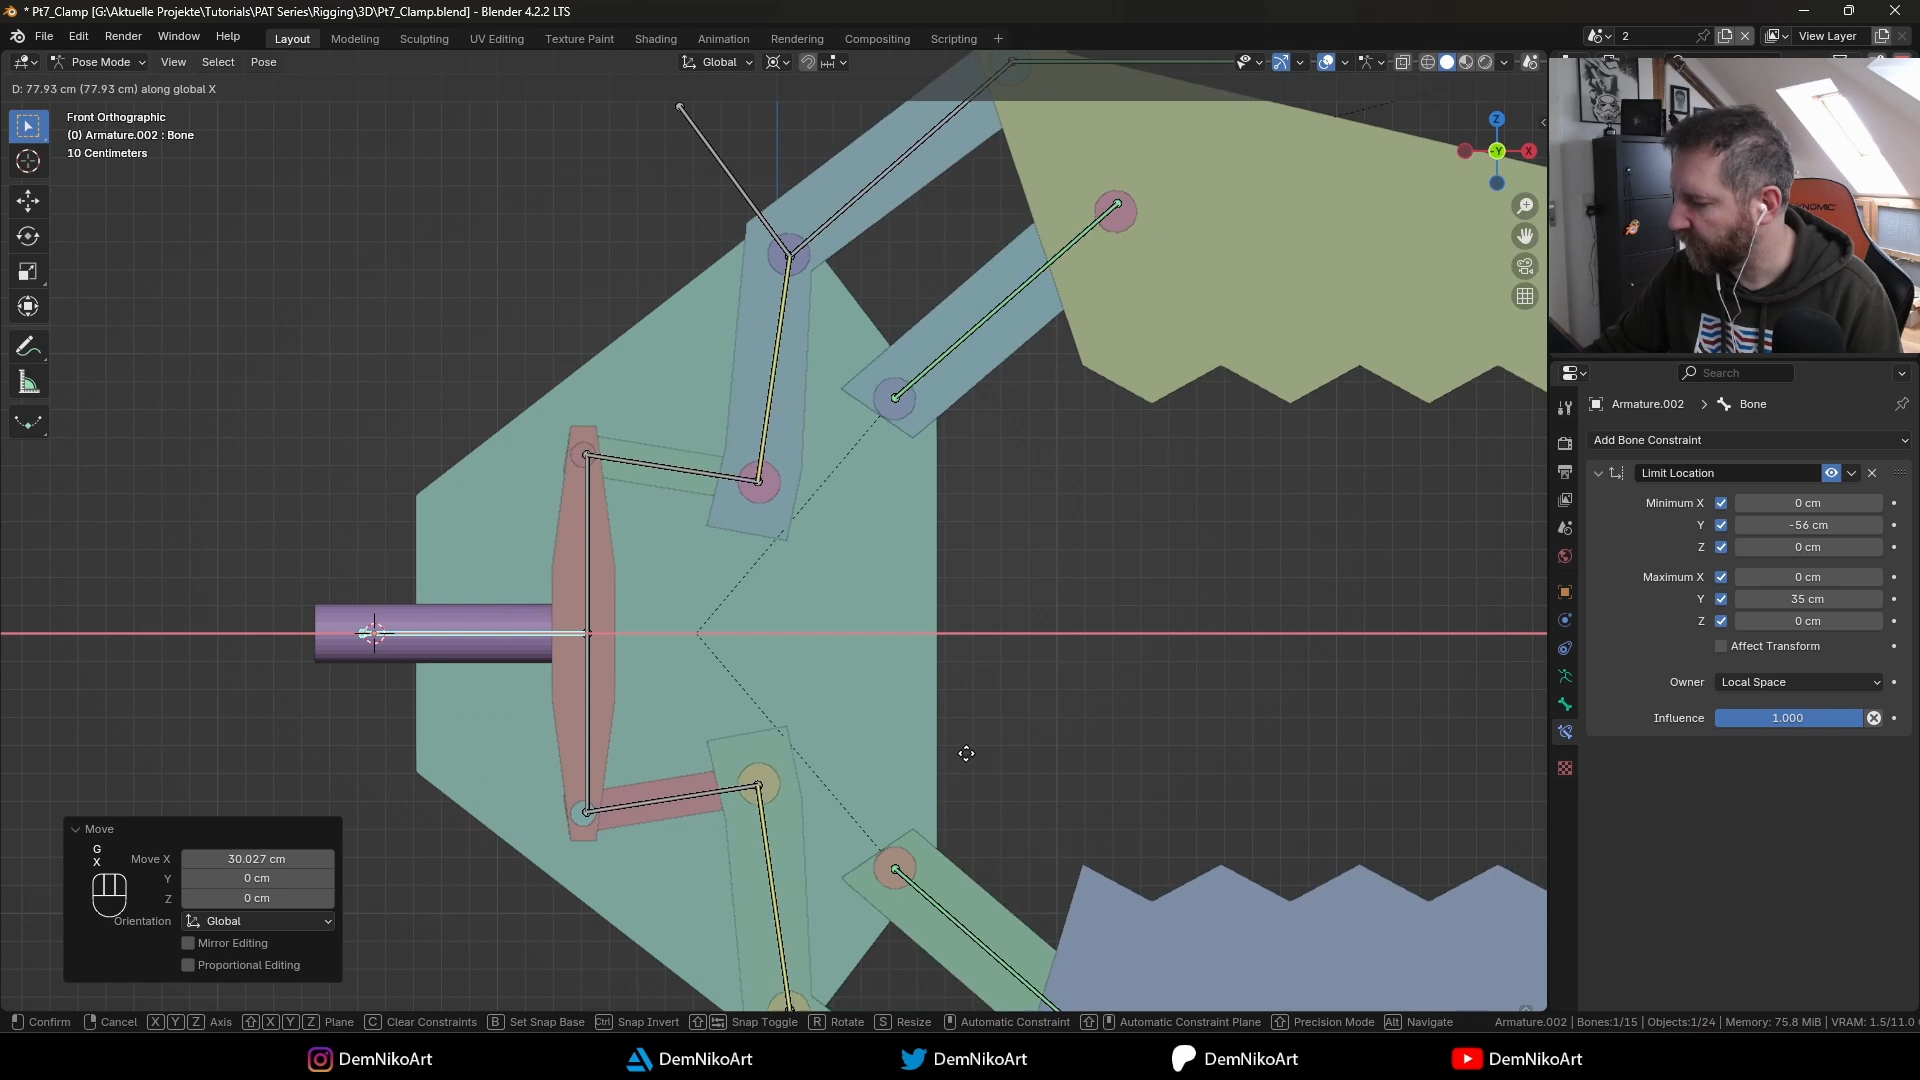 * Pt7_Clamp [G:\Aktuelle Projekte\Tutorials\PAT Series\Rigging\3D\Pt7_Clamp.blend] - Blender 4.2.2 LTS
File Edit Render Window Help Layout Modeling Sculpting UV Editing Texture Paint Shading Animation Rendering Compositing Scripting + 2 View Layer
Pose Mode View Select Pose Global
D: 77.93 cm (77.93 cm) along global X
Front Orthographic
(0) Armature.002 : Bone
10 Centimeters
Z
-Y
X
NOMIC
Search
Armature.002 > Bone
Add Bone Constraint
Limit Location
Minimum X 0 cm
Y -56 cm
Z 0 cm
Maximum X 0 cm
Y 35 cm
Z 0 cm
Affect Transform
Owner Local Space
Influence 1.000
Move
G
X
Move X 30.027 cm
Y 0 cm
Z 0 cm
Orientation Global
Mirror Editing
Proportional Editing
Confirm Cancel X Y Z Axis X Y Z Plane C Clear Constraints B Set Snap Base Ctrl Snap Invert Snap Toggle R Rotate S Resize Automatic Constraint Automatic Constraint Plane Precision Mode Alt Navigate Armature.002 | Bones:1/15 | Objects:1/24 | Memory: 75.8 MiB | VRAM: 1.5/11.0
DemNikoArt DemNikoArt DemNikoArt DemNikoArt DemNikoArt